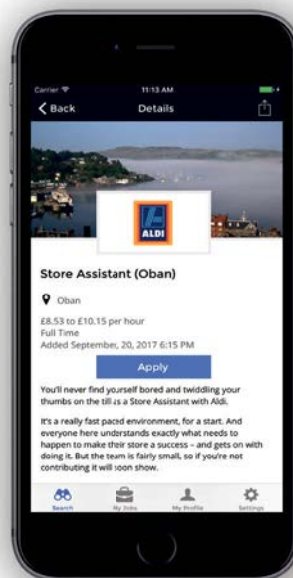 Carrier 11:13 AM
Back Details
ALDI
Store Assistant (Oban)
Oban
£8.53 to £10.15 per hour
Full Time
Added September, 20, 2017 6:15 PM
Apply
You'll never find yourself bored and twiddling your
thumbs on the till as a Store Assistant with Aldi.
It's a really fast paced environment, for a start. And
everyone here understands exactly what needs to
happen to make their store a success – and gets on with
doing it. But the team is fairly small, so if you're not
contributing it will soon show.
Search My Jobs My Profile Settings